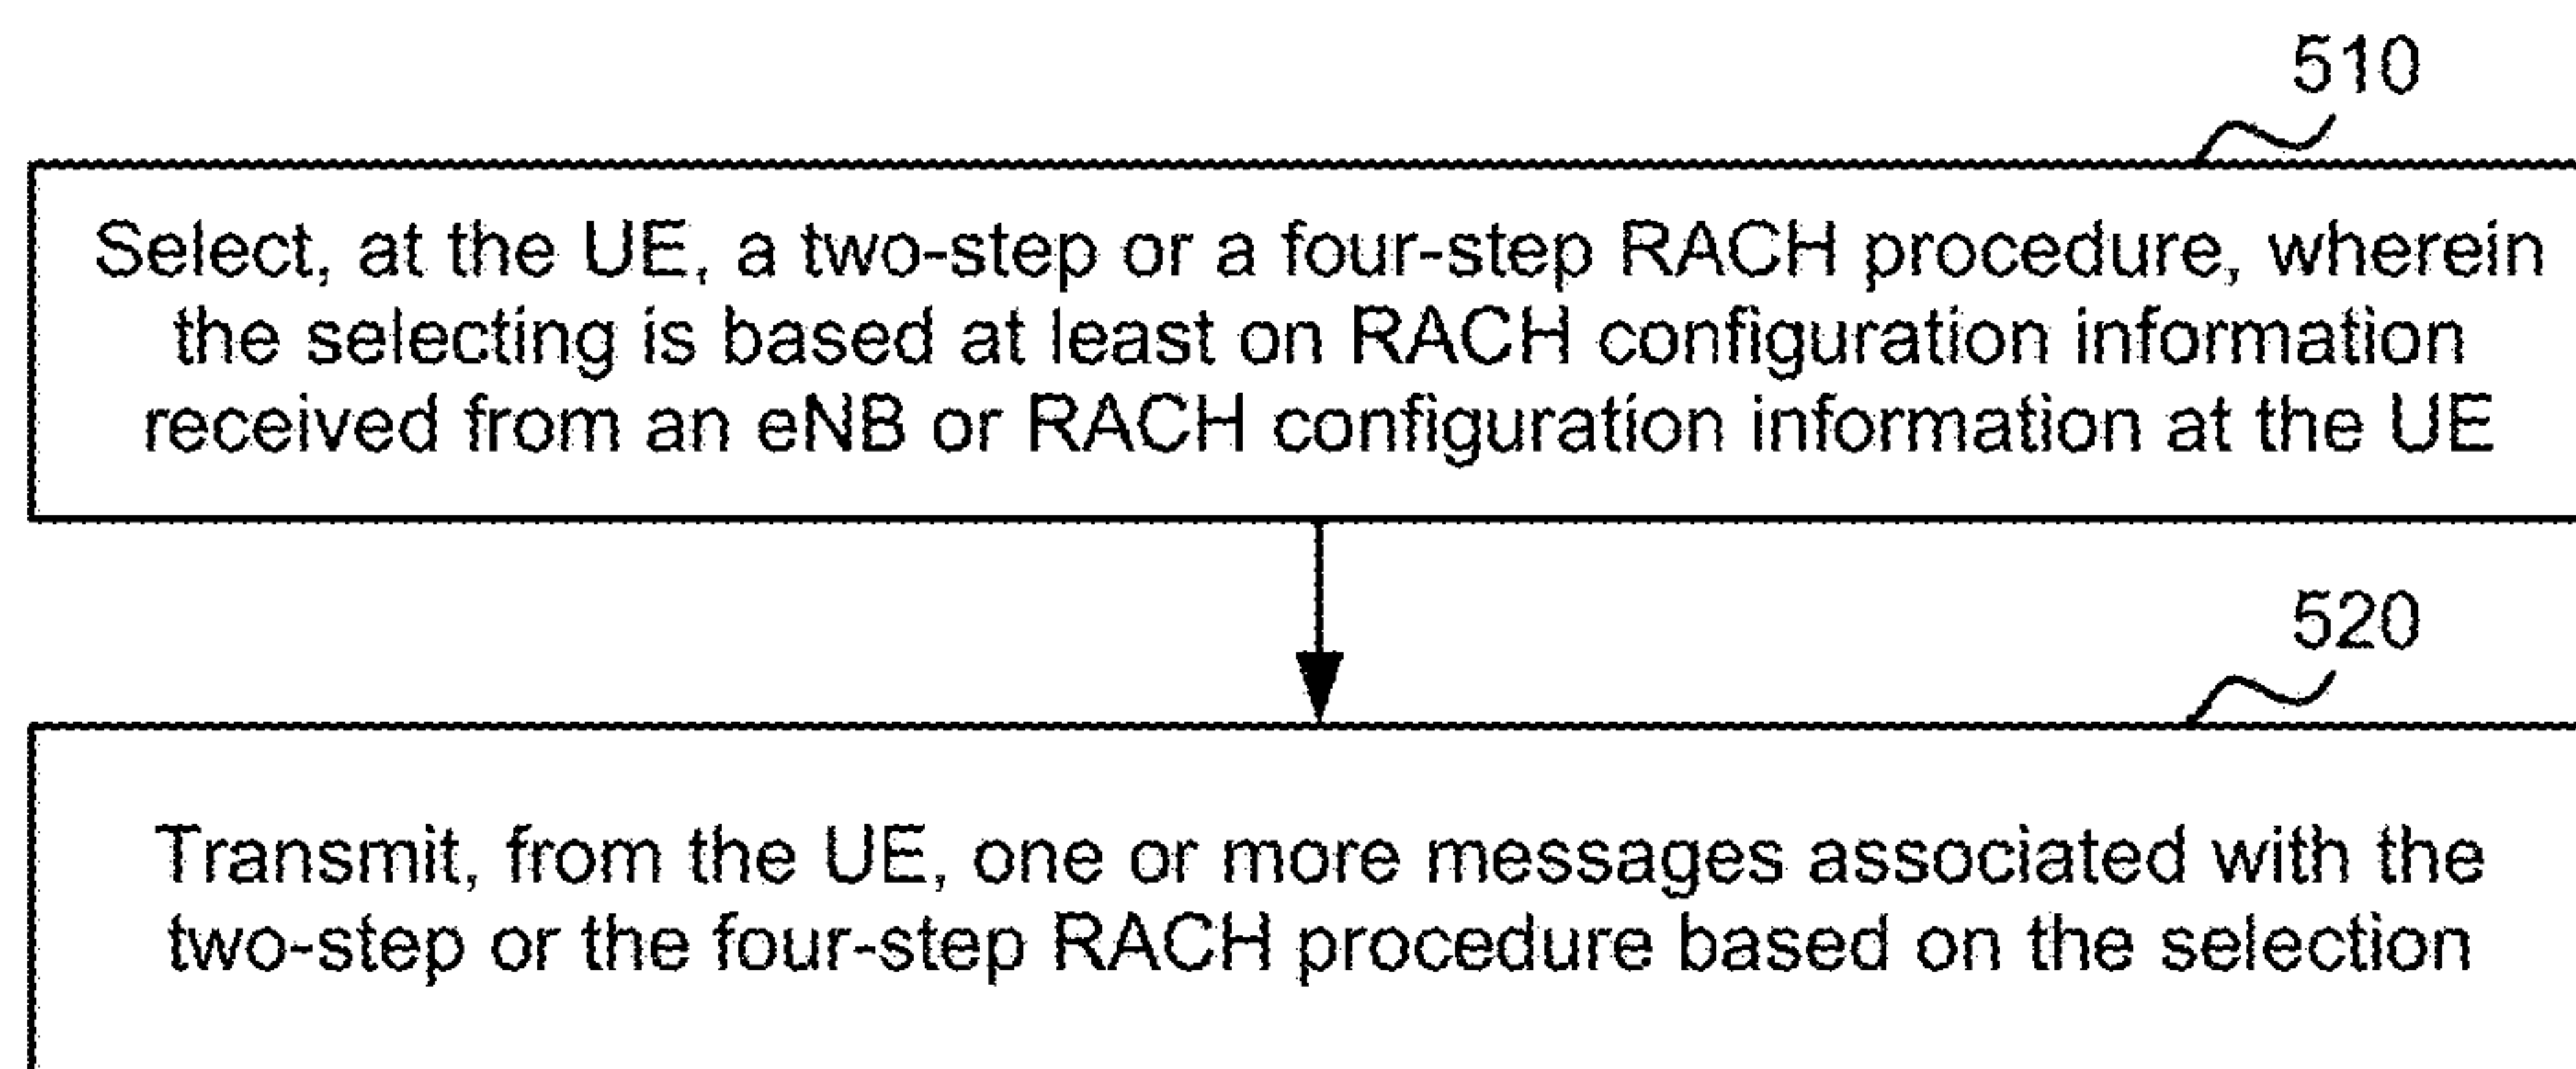 510
Select, at the UE, a two-step or a four-step RACH procedure, wherein
the selecting is based at least on RACH configuration information
received from an eNB or RACH configuration information at the UE
520
Transmit, from the UE, one or more messages associated with the
two-step or the four-step RACH procedure based on the selection